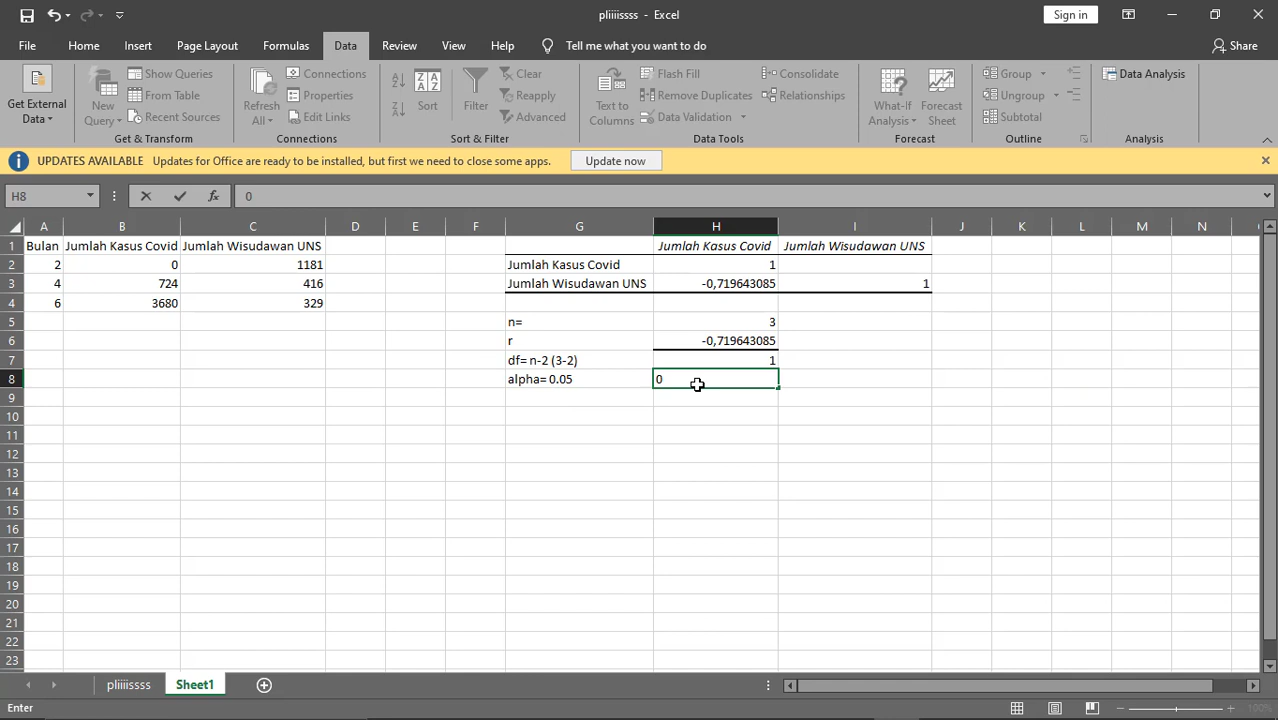 pliiiissss - Excel
Sign in
File Home Insert Page Layout Formulas Data Review View Help Tell me what you want to do Share
Get External Data
New Query
Show Queries
From Table
Recent Sources
Get & Transform
Refresh All
Connections
Properties
Edit Links
Connections
Sort
Filter
Clear
Reapply
Advanced
Sort & Filter
Text to Columns
Flash Fill
Remove Duplicates
Data Validation
Consolidate
Relationships
Data Tools
What-If Analysis
Forecast Sheet
Forecast
Group
Ungroup
Subtotal
Outline
Data Analysis
Analysis
UPDATES AVAILABLE Updates for Office are ready to be installed, but first we need to close some apps. Update now
H8 fx 0
A B C D E F G H I J K L M N
1 Bulan Jumlah Kasus Covid Jumlah Wisudawan UNS Jumlah Kasus Covid Jumlah Wisudawan UNS
2 2 0 1181 Jumlah Kasus Covid 1
3 4 724 416 Jumlah Wisudawan UNS -0,719643085 1
4 6 3680 329
5 n= 3
6 r -0,719643085
7 df= n-2 (3-2) 1
8 alpha= 0.05 0
9
10
11
12
13
14
15
16
17
18
19
20
21
22
23
pliiiissss Sheet1
Enter 100%